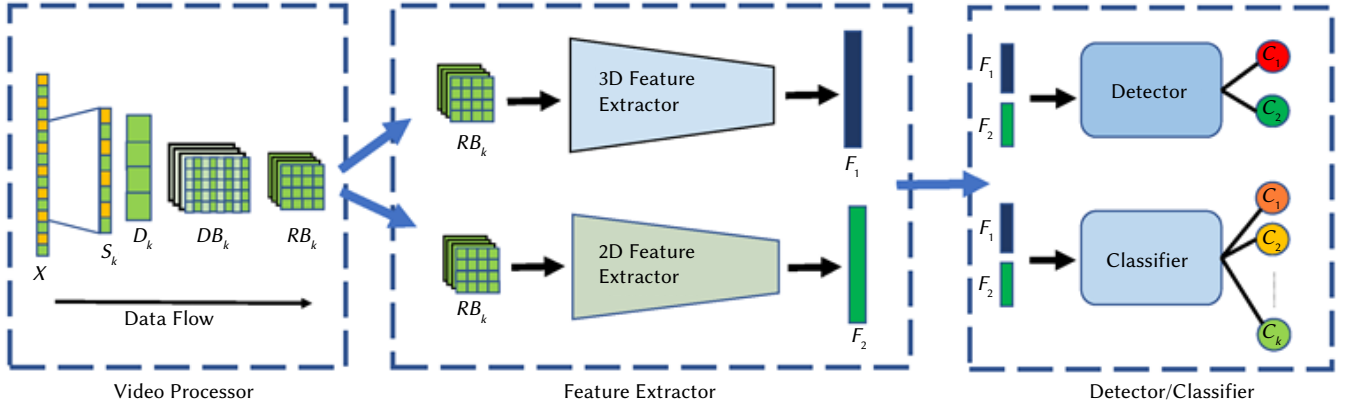 X
S_k
D_k
DB_k
RB_k
Data Flow
Video Processor
RB_k
3D Feature
Extractor
F_1
RB_k
2D Feature
Extractor
F_2
Feature Extractor
F_1
F_2
Detector
C_1
C_2
F_1
F_2
Classifier
C_1
C_2
C_k
Detector/Classifier